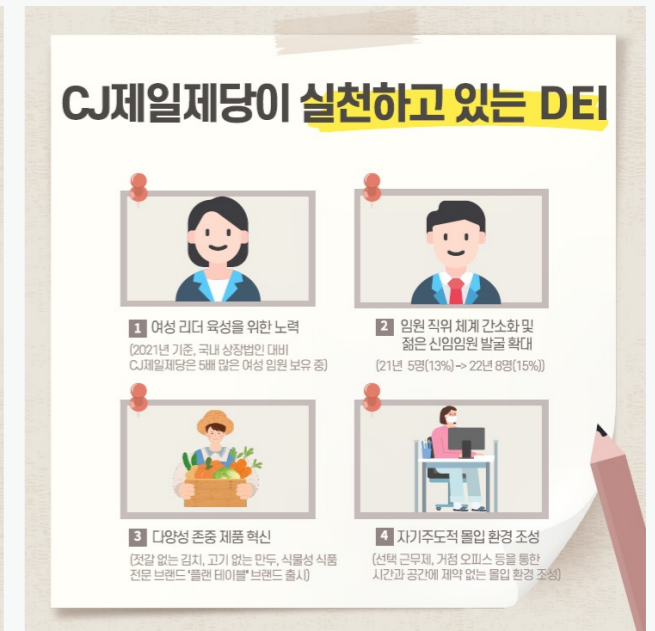 CJ제일제당이 실천하고 있는 DEI
1 여성 리더 육성을 위한 노력
(2021년 기준, 국내 상장법인 대비
CJ제일제당은 5배 많은 여성 임원 보유 중)
2 임원 직위 체계 간소화 및
젊은 신임임원 발굴 확대
(21년 5명(13%) -> 22년 8명(15%))
3 다양성 존중 제품 혁신
(젓갈 없는 김치, 고기 없는 만두, 식물성 식품
전문 브랜드 "플랜 테이블" 브랜드 출시)
4 자기주도적 몰입 환경 조성
(선택 근무제, 거점 오피스 등을 통한
시간과 공간에 제약 없는 몰입 환경 조성)